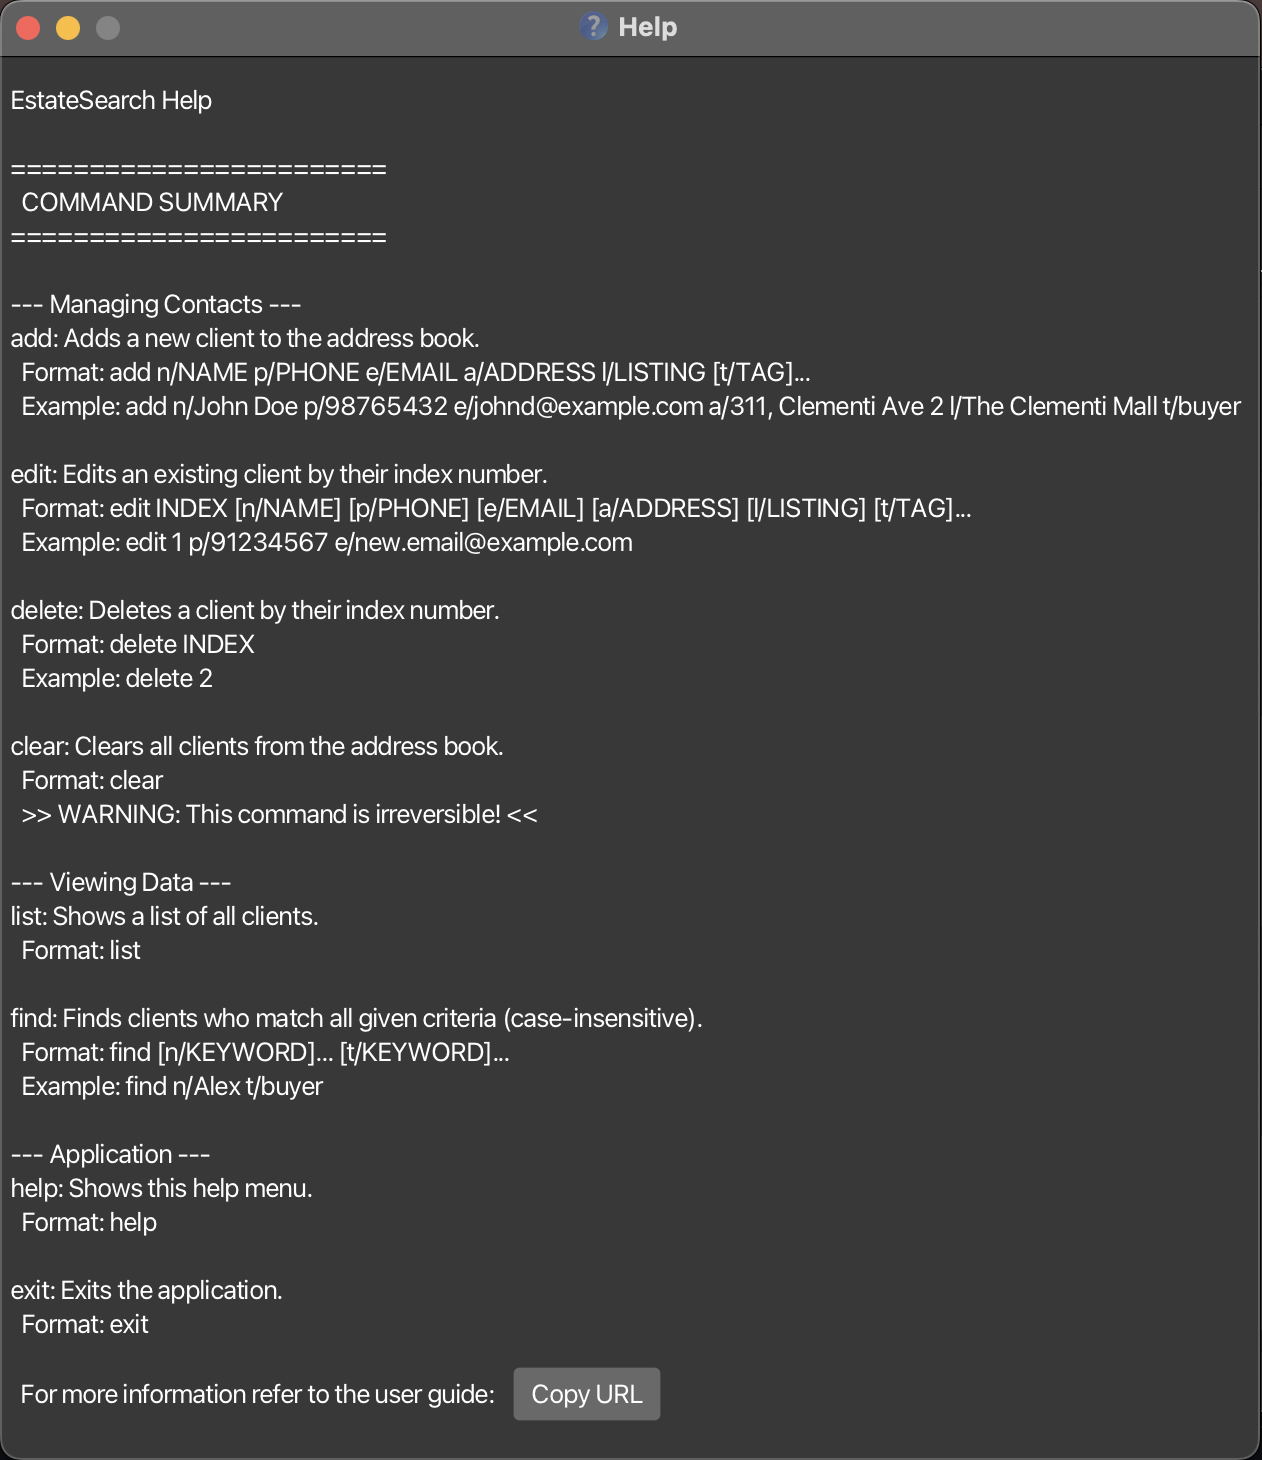 Help
EstateSearch Help
========================
COMMAND SUMMARY
========================
--- Managing Contacts ---
add: Adds a new client to the address book.
Format: add n/NAME p/PHONE e/EMAIL a/ADDRESS l/LISTING [t/TAG]...
Example: add n/John Doe p/98765432 e/johnd@example.com a/311, Clementi Ave 2 l/The Clementi Mall t/buyer
edit: Edits an existing client by their index number.
Format: edit INDEX [n/NAME] [p/PHONE] [e/EMAIL] [a/ADDRESS] [l/LISTING] [t/TAG]...
Example: edit 1 p/91234567 e/new.email@example.com
delete: Deletes a client by their index number.
Format: delete INDEX
Example: delete 2
clear: Clears all clients from the address book.
Format: clear
>> WARNING: This command is irreversible! <<
--- Viewing Data ---
list: Shows a list of all clients.
Format: list
find: Finds clients who match all given criteria (case-insensitive).
Format: find [n/KEYWORD]... [t/KEYWORD]...
Example: find n/Alex t/buyer
--- Application ---
help: Shows this help menu.
Format: help
exit: Exits the application.
Format: exit
For more information refer to the user guide: Copy URL